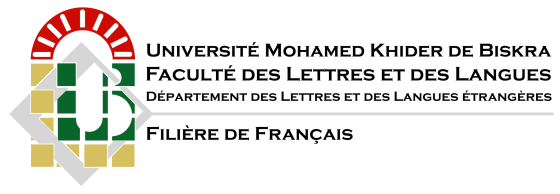 Université Mohamed Khider de Biskra
Faculté des Lettres et des Langues
Département des Lettres et des Langues étrangères
Filière de Français